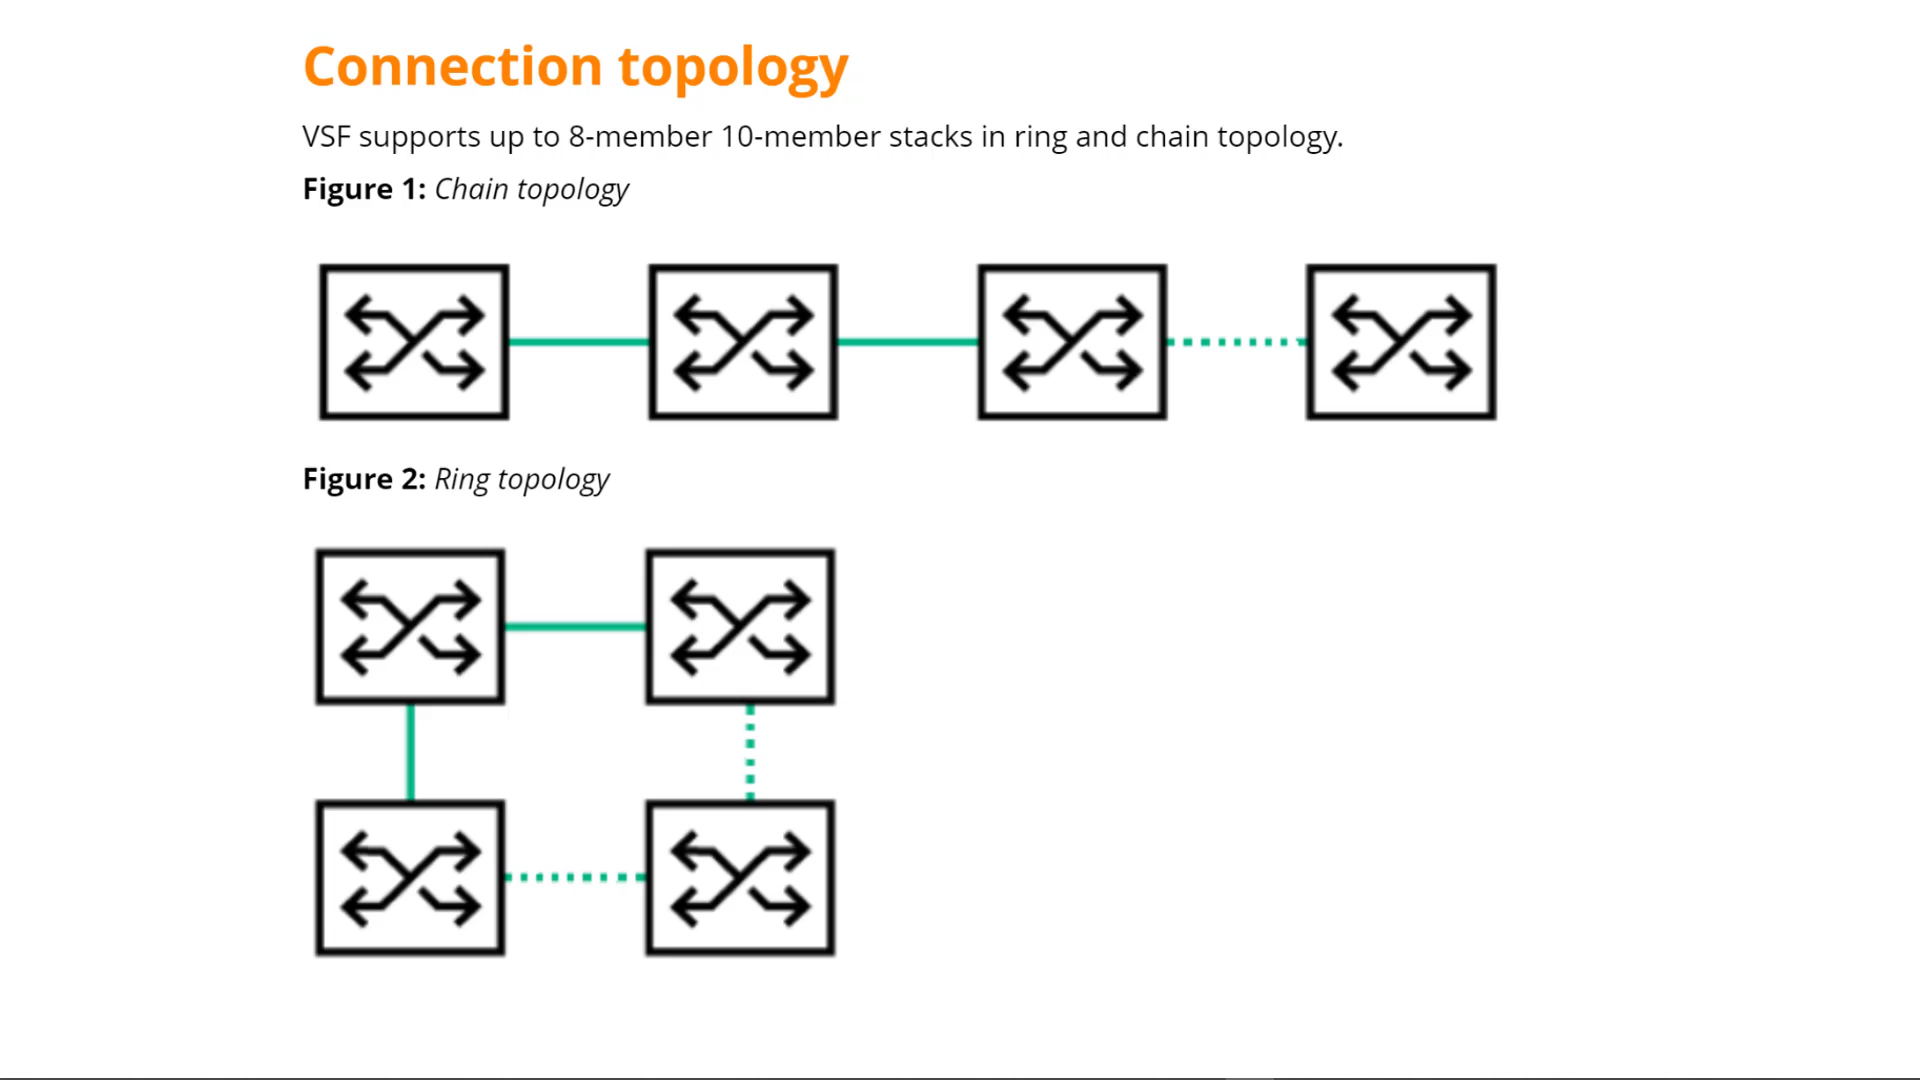 Connection topology
VSF supports up to 8-member 10-member stacks in ring and chain topology.
Figure 1: Chain topology
Figure 2: Ring topology